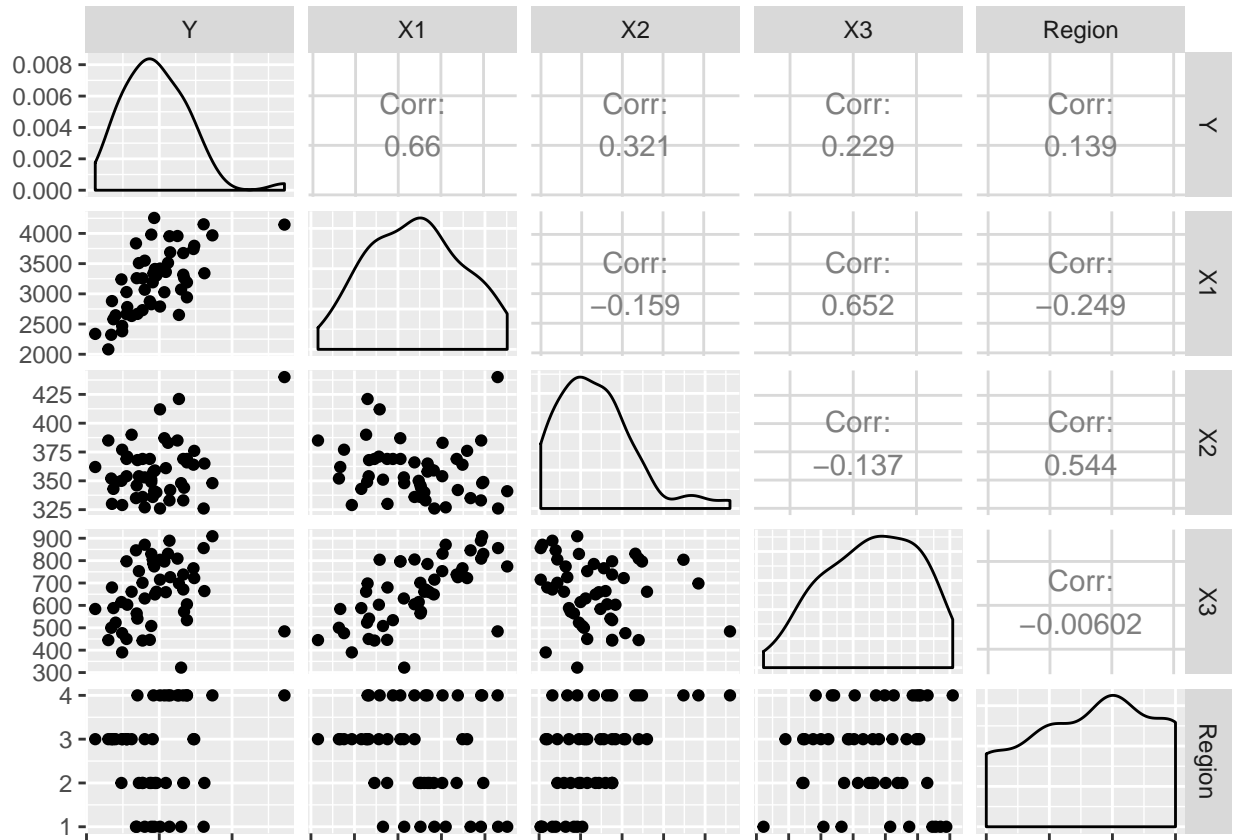 Y X1 X2 X3 Region
0.008
0.006
0.004
0.002
0.000
Corr:
0.66
Corr:
0.321
Corr:
0.229
Corr:
0.139
Y
4000
3500
3000
2500
2000
Corr:
−0.159
Corr:
0.652
Corr:
−0.249
X1
425
400
375
350
325
Corr:
−0.137
Corr:
0.544
X2
900
800
700
600
500
400
300
Corr:
−0.00602
X3
4
3
2
1
Region